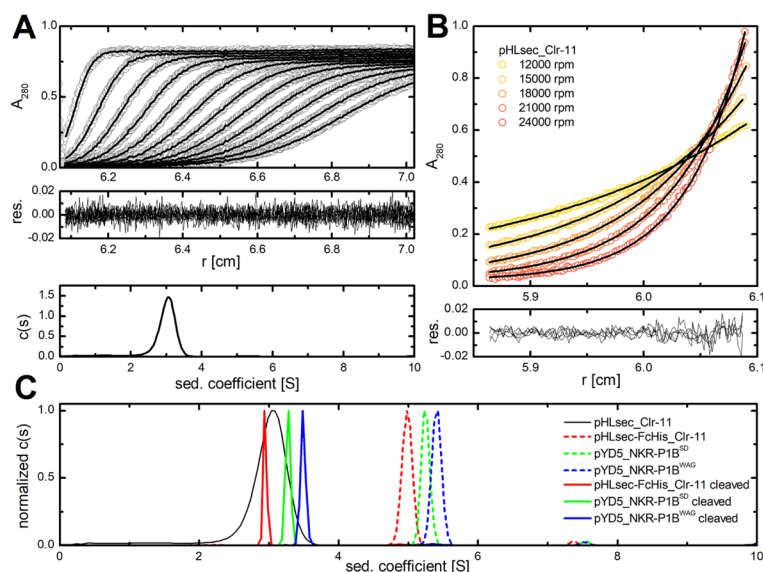 A
B
1.0
0.5
0.0
A280
6.2 6.4 6.6 6.8 7.0
0.02
0.00
-0.02
res.
6.2 6.4 6.6 6.8 7.0
r [cm]
1.5
1.0
0.5
0.0
c(s)
0 2 4 6 8 10
sed. coefficient [S]
pHLsec_Clr-11
12000 rpm
15000 rpm
18000 rpm
21000 rpm
24000 rpm
1.0
0.8
0.6
0.4
0.2
0.0
A280
5.9 6.0 6.1
0.02
0.00
-0.02
res.
5.9 6.0 6.1
r [cm]
C
1.0
0.5
0.0
normalized c(s)
pHLsec_Clr-11
pHLsec-FcHis_Clr-11
pYD5_NKR-P1B^SD
pYD5_NKR-P1B^WAG
pHLsec-FcHis_Clr-11 cleaved
pYD5_NKR-P1B^SD cleaved
pYD5_NKR-P1B^WAG cleaved
0 2 4 6 8 10
sed. coefficient [S]